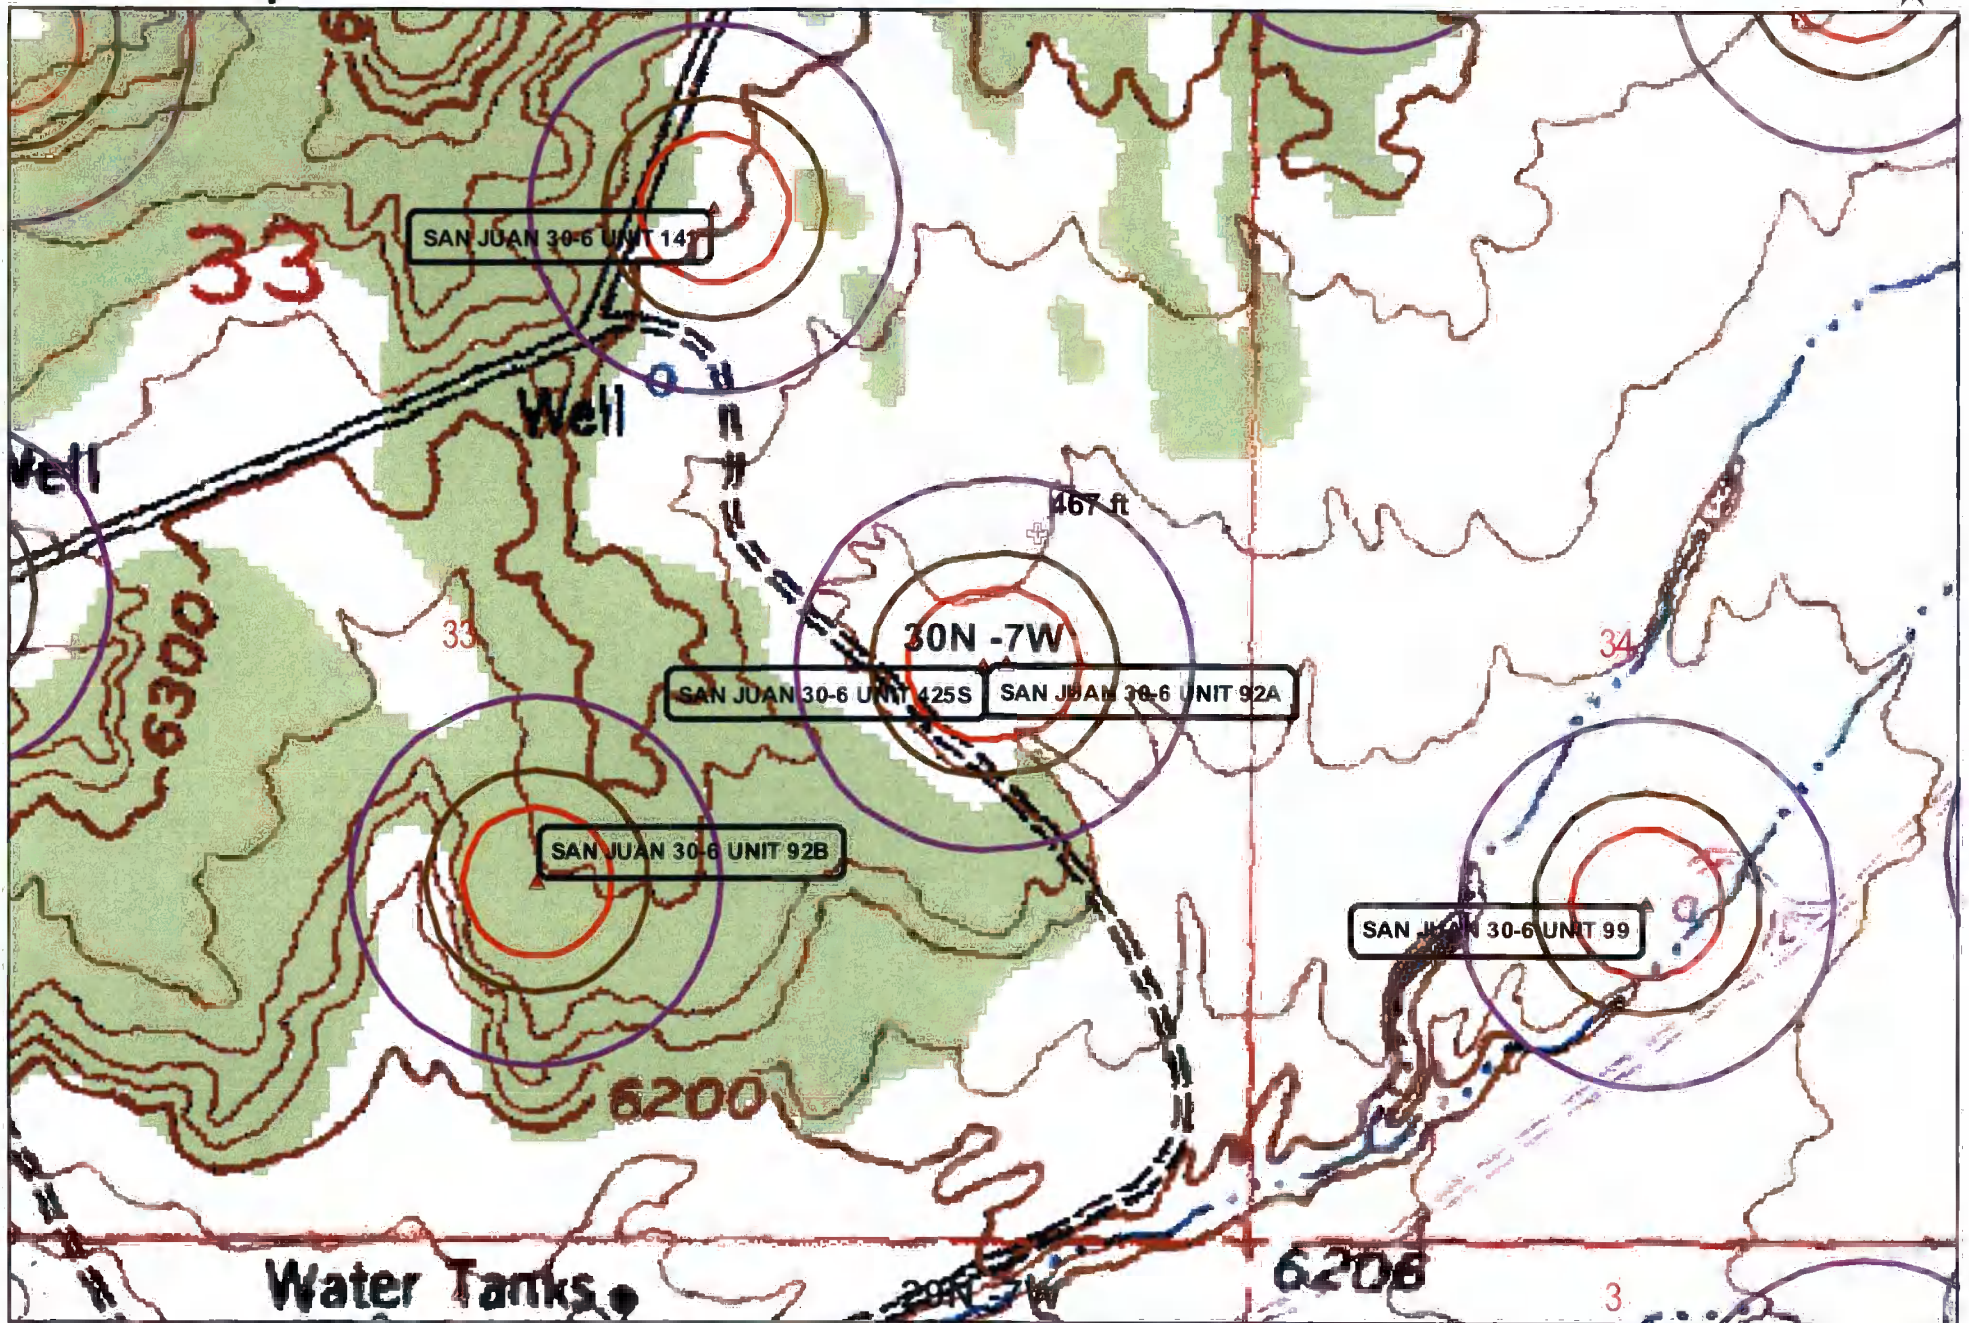 SAN JUAN 30-6 UNIT 141
33
Well
Well
467 ft
6300
33
30N -7W
34
SAN JUAN 30-6 UNIT 425S
SAN JUAN 30-6 UNIT 92A
SAN JUAN 30-6 UNIT 92B
SAN JUAN 30-6 UNIT 99
6200
Water Tanks
29N -7W
6206
3